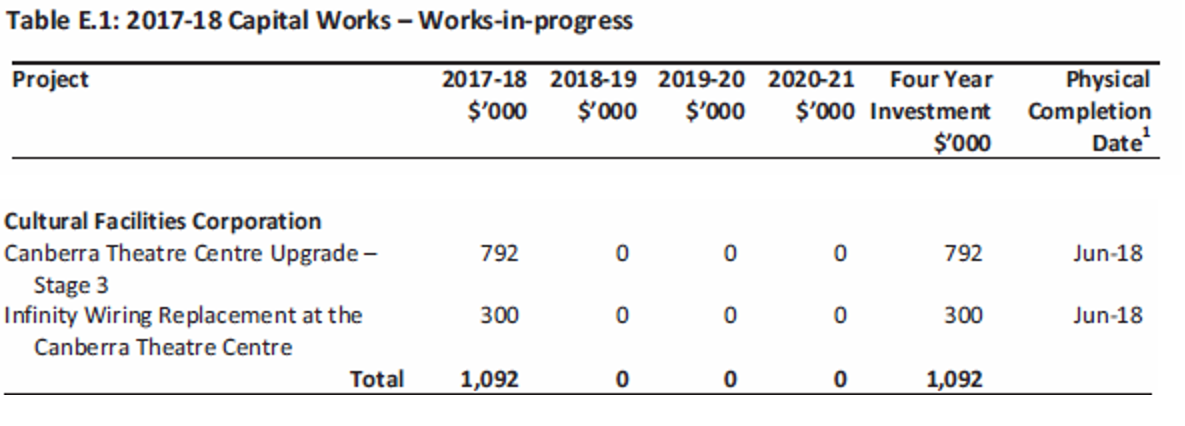 Table E.1: 2017-18 Capital Works – Works-in-progress
Project 2017-18 2018-19 2019-20 2020-21 Four Year Physical
$'000 $'000 $'000 $'000 Investment Completion
$'000 Date1
Cultural Facilities Corporation
Canberra Theatre Centre Upgrade – 792 0 0 0 792 Jun-18
Stage 3
Infinity Wiring Replacement at the 300 0 0 0 300 Jun-18
Canberra Theatre Centre
Total 1,092 0 0 0 1,092